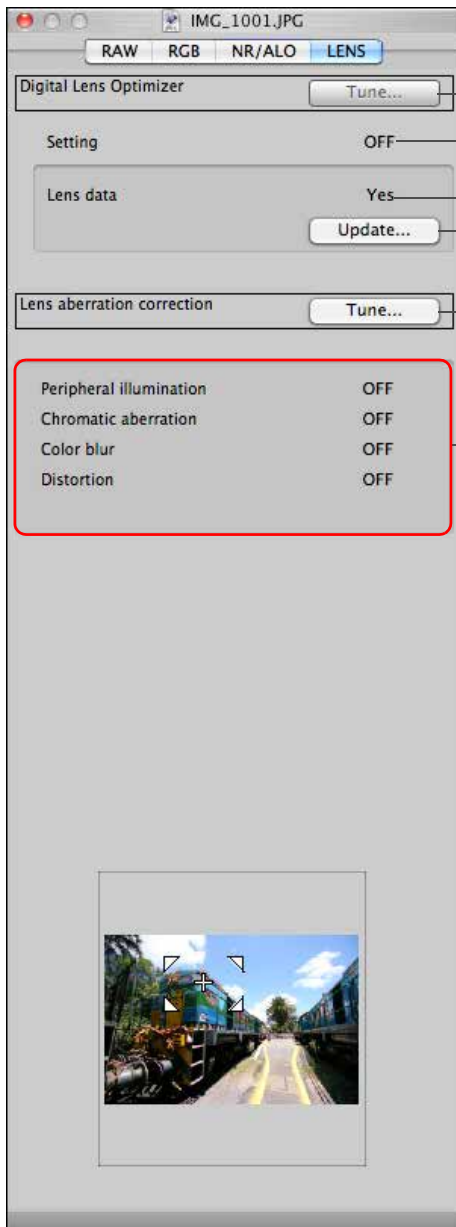 IMG_1001.JPG
RAW RGB NR/ALO LENS
Digital Lens Optimizer Tune...
Setting OFF
Lens data Yes
Update...
Lens aberration correction Tune...
Peripheral illumination OFF
Chromatic aberration OFF
Color blur OFF
Distortion OFF